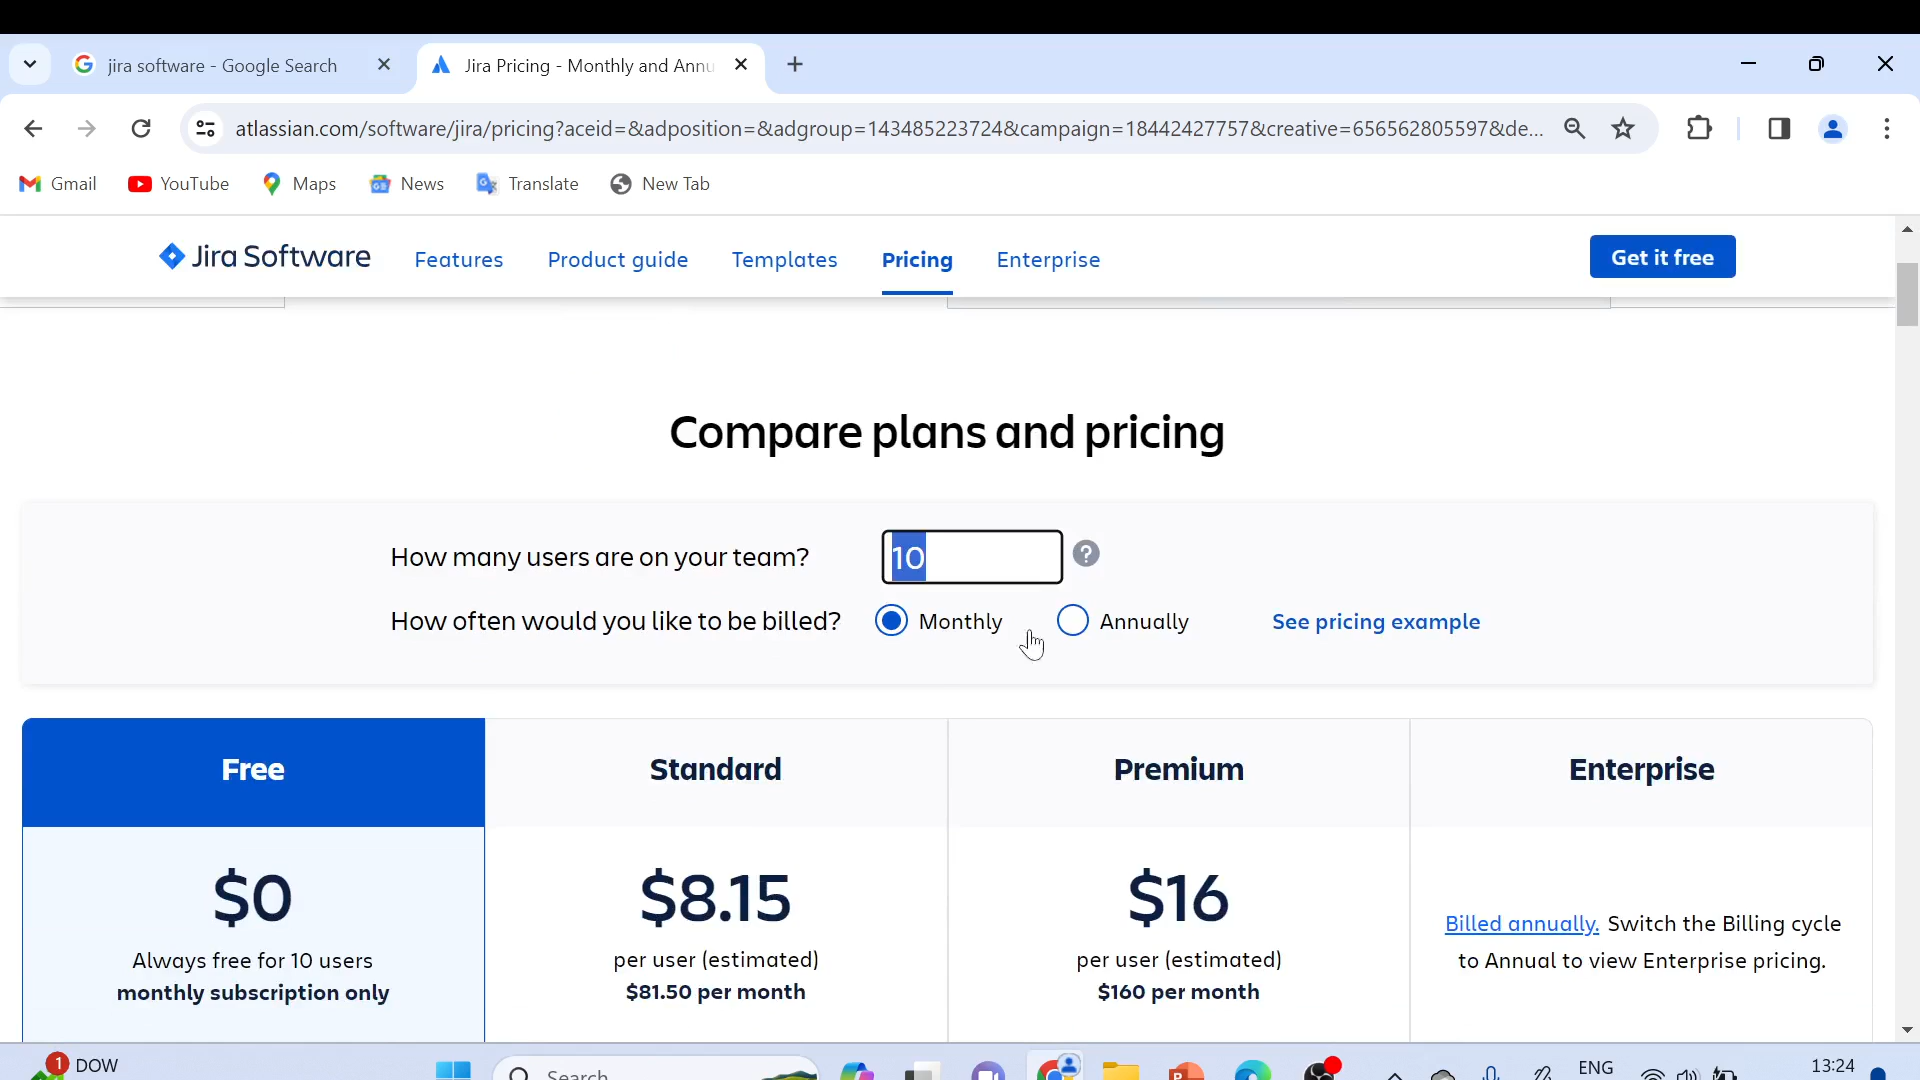 jira software - Google Search
Jira Pricing - Monthly and Annu
atlassian.com/software/jira/pricing?aceid=&adposition=&adgroup=143485223724&campaign=18442427757&creative=656562805597&de...
Gmail YouTube Maps News Translate New Tab
Jira Software Features Product guide Templates Pricing Enterprise Get it free
Compare plans and pricing
How many users are on your team? 10 ?
How often would you like to be billed? Monthly Annually See pricing example
Free Standard Premium Enterprise
$0
Always free for 10 users
monthly subscription only
$8.15
per user (estimated)
$81.50 per month
$16
per user (estimated)
$160 per month
Billed annually. Switch the Billing cycle
to Annual to view Enterprise pricing.
1 DOW
Search
ENG
13:24